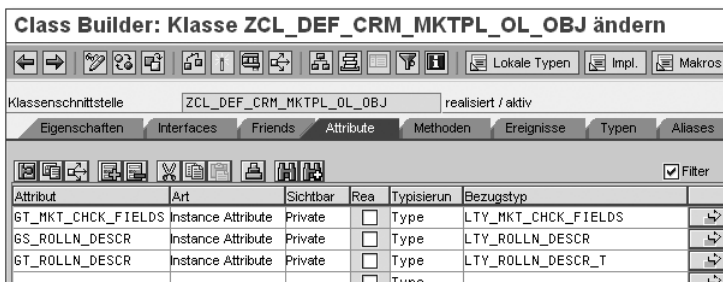 Class Builder: Klasse ZCL_DEF_CRM_MKTPL_OL_OBJ ändern
Lokale Typen Impl. Makros
Klassenschnittstelle ZCL_DEF_CRM_MKTPL_OL_OBJ realisiert / aktiv
Eigenschaften Interfaces Friends Attribute Methoden Ereignisse Typen Aliases
Filter
Attribut Art Sichtbar Rea Typisierun Bezugstyp
GT_MKT_CHCK_FIELDS Instance Attribute Private Type LTY_MKT_CHCK_FIELDS
GS_ROLLN_DESCR Instance Attribute Private Type LTY_ROLLN_DESCR
GT_ROLLN_DESCR Instance Attribute Private Type LTY_ROLLN_DESCR_T
Type